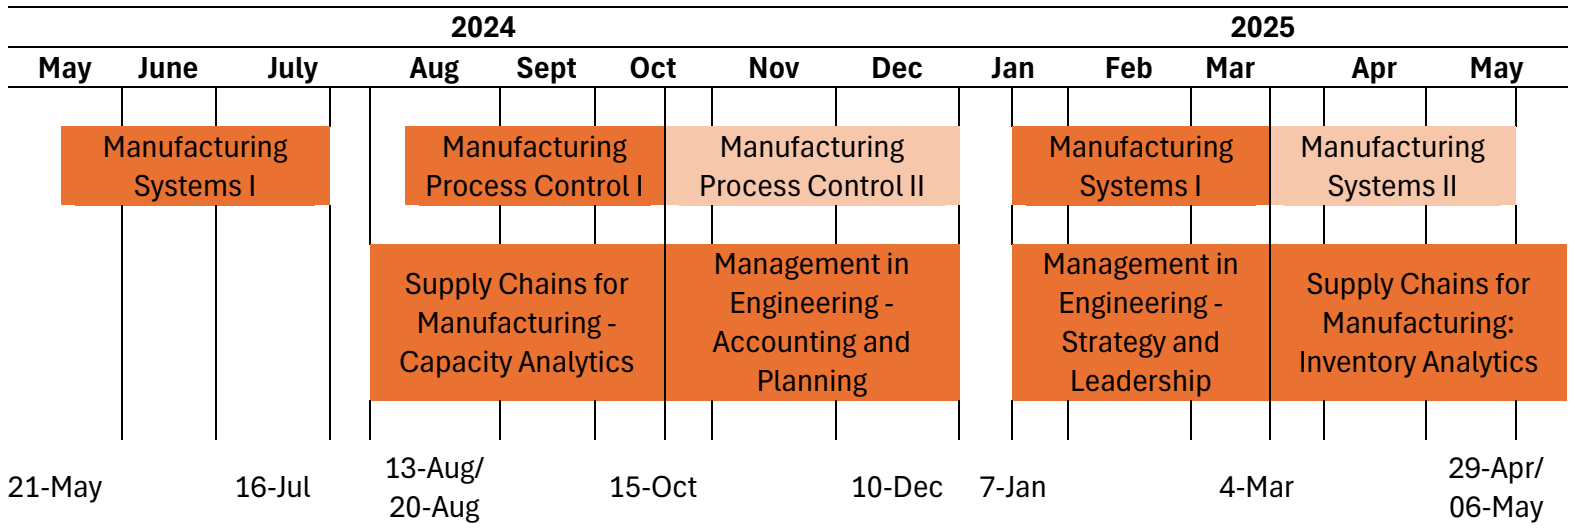 2024 2025
May June July Aug Sept Oct Nov Dec Jan Feb Mar Apr May
Manufacturing
Systems I
Manufacturing
Process Control I
Manufacturing
Process Control II
Manufacturing
Systems I
Manufacturing
Systems II
Supply Chains for
Manufacturing -
Capacity Analytics
Management in
Engineering -
Accounting and
Planning
Management in
Engineering -
Strategy and
Leadership
Supply Chains for
Manufacturing:
Inventory Analytics
21-May
16-Jul
13-Aug/
20-Aug
15-Oct
10-Dec
7-Jan
4-Mar
29-Apr/
06-May